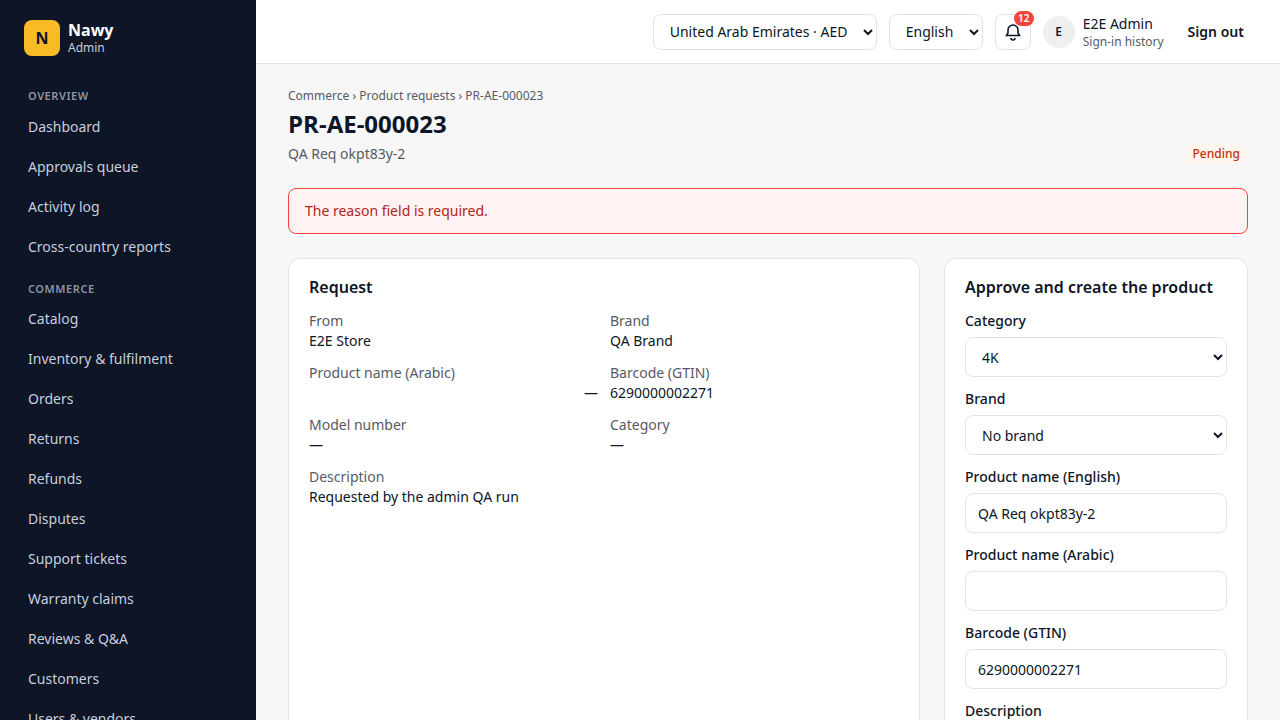 N
Nawy
Admin
OVERVIEW
Dashboard
Approvals queue
Activity log
Cross-country reports
COMMERCE
Catalog
Inventory & fulfilment
Orders
Returns
Refunds
Disputes
Support tickets
Warranty claims
Reviews & Q&A
Customers
Users & vendors
United Arab Emirates · AED
English
12
E
E2E Admin
Sign-in history
Sign out
Commerce › Product requests › PR-AE-000023
PR-AE-000023
QA Req okpt83y-2
Pending
The reason field is required.
Request
From
E2E Store
Brand
QA Brand
Product name (Arabic)
—
Barcode (GTIN)
6290000002271
Model number
—
Category
—
Description
Requested by the admin QA run
Approve and create the product
Category
4K
Brand
No brand
Product name (English)
QA Req okpt83y-2
Product name (Arabic)
Barcode (GTIN)
6290000002271
Description